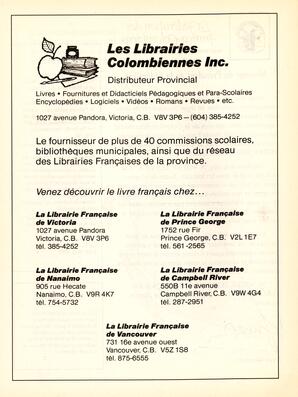 Les Librairies
Colombiennes Inc.
Distributeur Provincial
Livres • Fournitures et Didacticiels Pédagogiques et Para-Scolaires
Encyclopédies • Logiciels • Vidéos • Romans • Revues • etc.
1027 avenue Pandora, Victoria, C.B. V8V 3P6 — (604) 385-4252
Le fournisseur de plus de 40 commissions scolaires,
bibliothèques municipales, ainsi que du réseau
des Librairies Françaises de la province.
Venez découvrir le livre français chez...
La Librairie Française
de Victoria
1027 avenue Pandora
Victoria, C.B. V8V 3P6
tél. 385-4252
La Librairie Française
de Prince George
1752 rue Fir
Prince George, C.B. V2L 1E7
tél. 561-2565
La Librairie Française
de Nanaimo
905 rue Hecate
Nanaimo, C.B. V9R 4K7
tél. 754-5732
La Librairie Française
de Campbell River
550B 11e avenue
Campbell River, C.B. V9W 4G4
tél. 287-2951
La Librairie Française
de Vancouver
731 16e avenue ouest
Vancouver, C.B. V5Z 1S8
tél. 875-6555